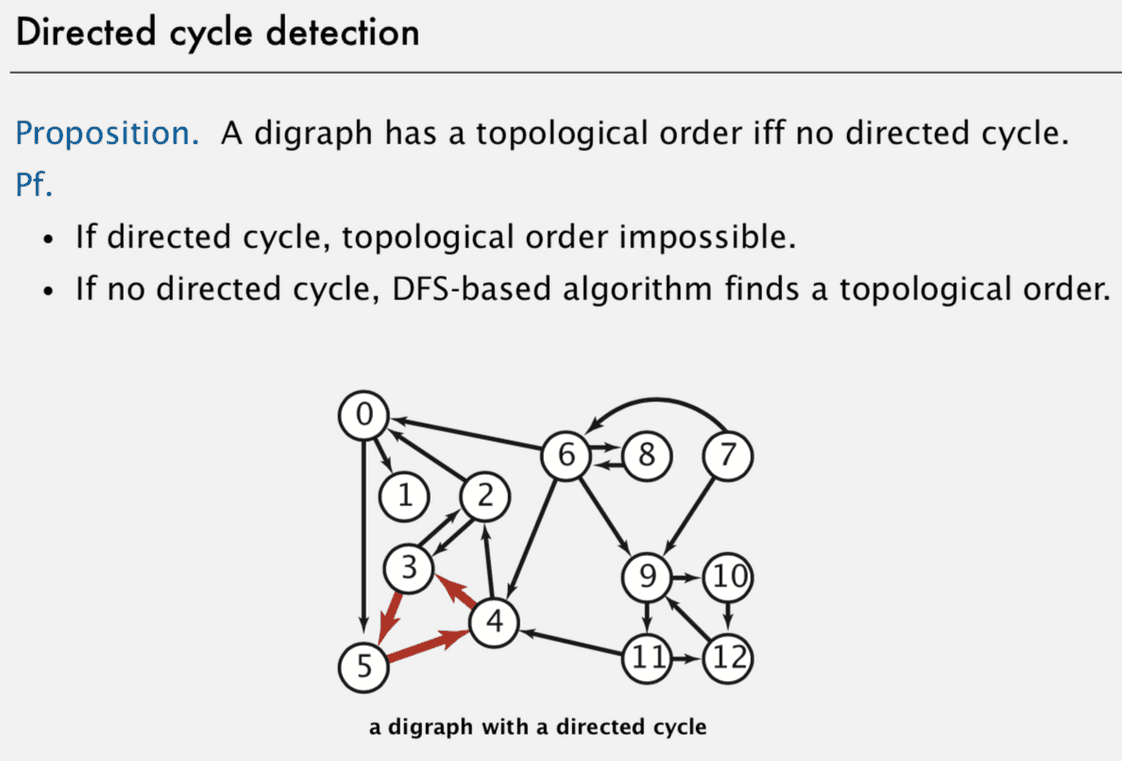 Directed cycle detection
Proposition. A digraph has a topological order iff no directed cycle.
Pf.
• If directed cycle, topological order impossible.
• If no directed cycle, DFS-based algorithm finds a topological order.
0
6
8
7
1
2
3
9
10
4
5
11
12
a digraph with a directed cycle